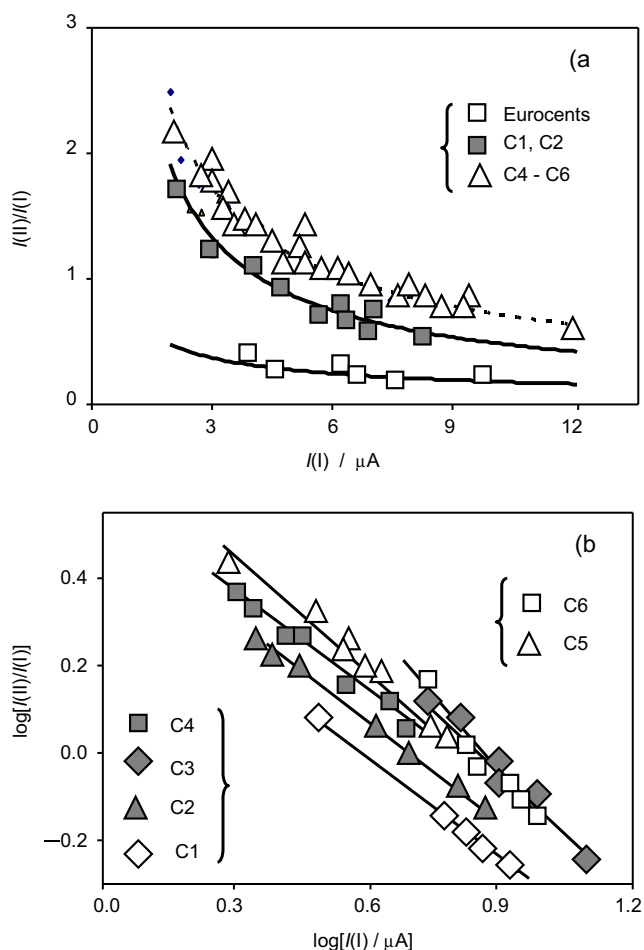 3
(a
Eurocents
C1, C2
C4 - C6
2
I(II)/(I)
1
0
0 3 6 9 12
I(I) / μA
(b
0.4
C6
C5
0.2
log[I(II)/I(I)]
C4
0.0
C3
C2
—0.2
C1
0.3 0.6 0.9 1.2
log[I(I) / μA]